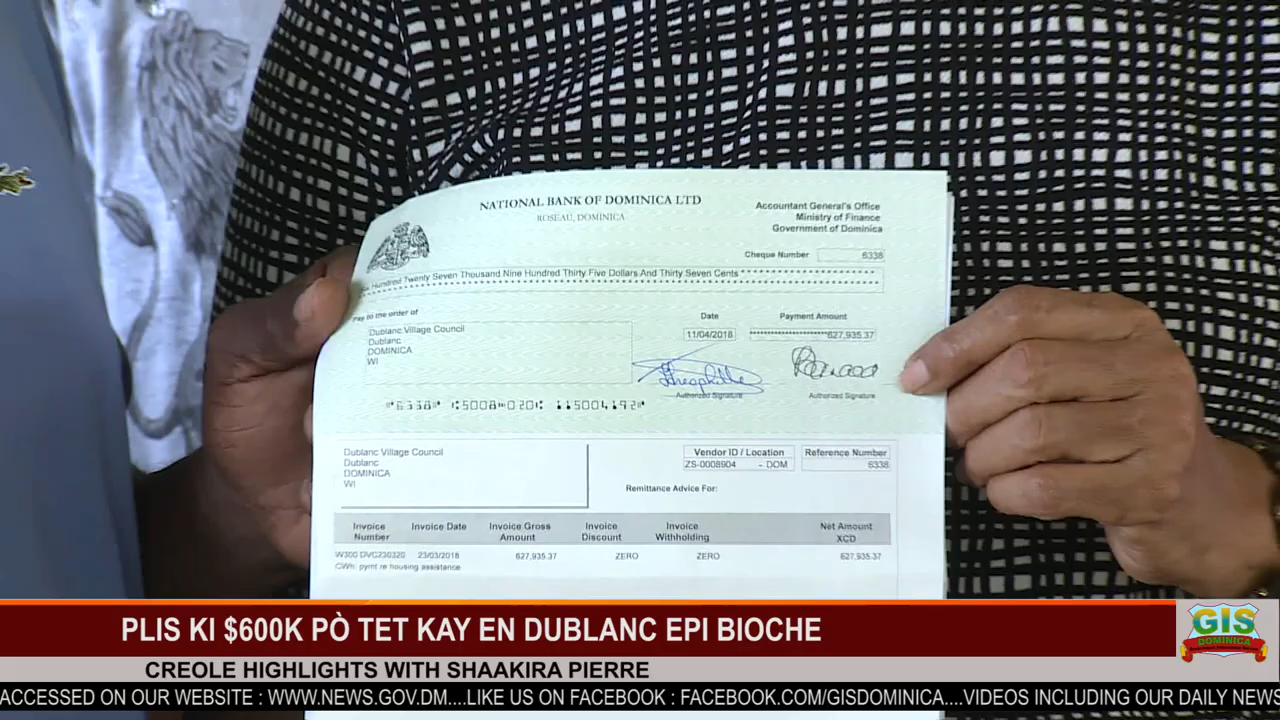 NATIONAL BANK OF DOMINICA LTD
ROSEAU, DOMINICA
Accountant General's Office
Ministry of Finance
Government of Dominica
Cheque Number 6338
Hundred Twenty Seven Thousand Nine Hundred Thirty Five Dollars And Thirty Seven Cents
Pay to the order of
Date
Payment Amount
Dublanc Village Council
Dublanc
DOMINICA
WI
11/04/2018
627,935.37
Authorized Signature
Authorized Signature
Dublanc Village Council
Dublanc
DOMINICA
WI
Vendor ID / Location
ZS-0008904 - DOM
Reference Number
6338
Remittance Advice For:
Invoice Number Invoice Date Invoice Gross Amount Invoice Discount Invoice Withholding Net Amount XCD
W300 DVC230320 23/03/2018 627,935.37 ZERO ZERO 627,935.37
CWh: pymt re housing assistance
PLIS KI $600K PÒ TET KAY EN DUBLANC EPI BIOCHE
CREOLE HIGHLIGHTS WITH SHAAKIRA PIERRE
GIS
DOMINICA
ACCESSED ON OUR WEBSITE : WWW.NEWS.GOV.DM....LIKE US ON FACEBOOK : FACEBOOK.COM/GISDOMINICA....VIDEOS INCLUDING OUR DAILY NEWS